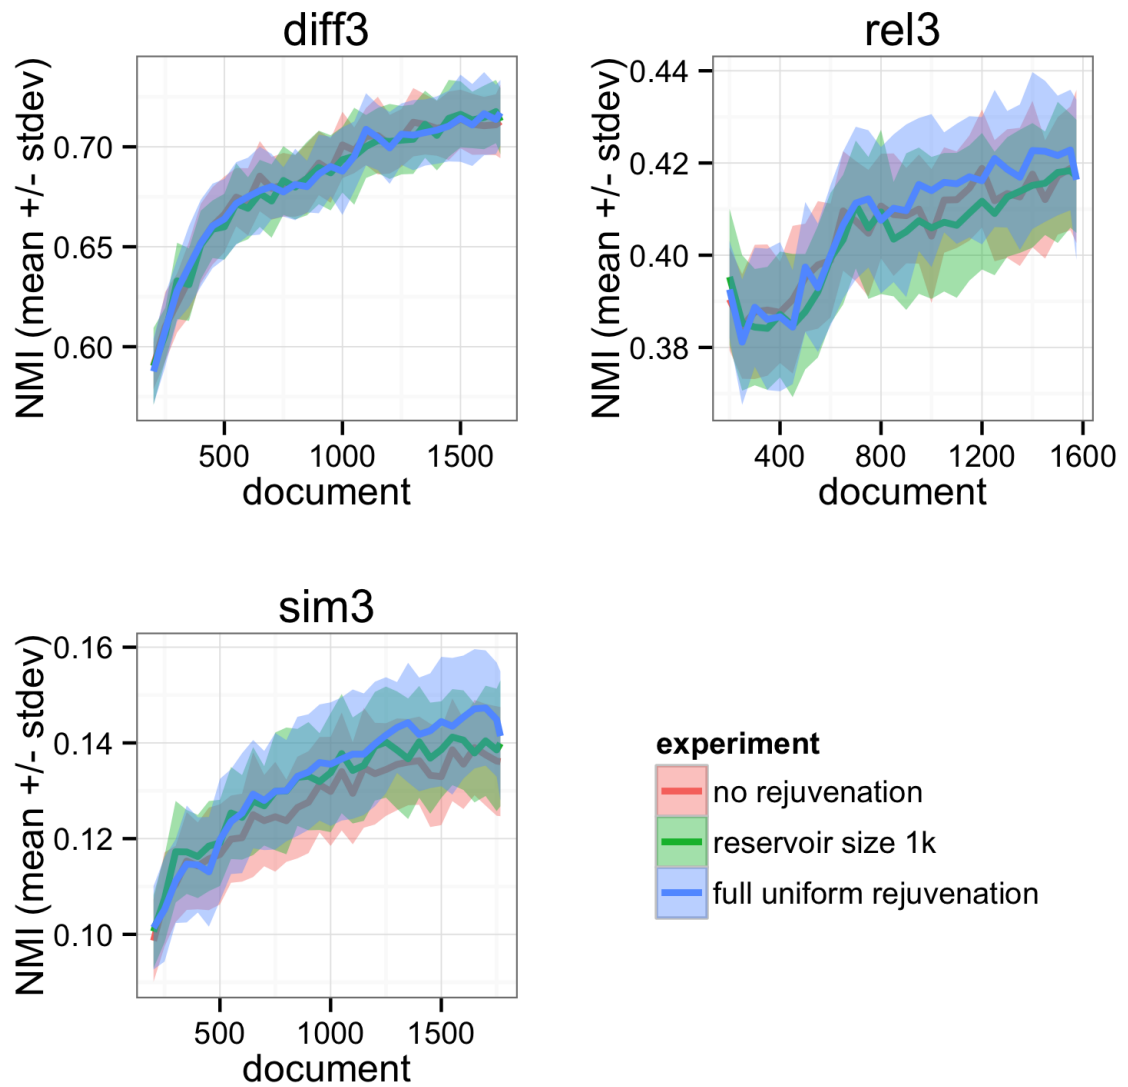 diff3
NMI (mean +/- stdev)
0.70
0.65
0.60
500 1000 1500
document
rel3
NMI (mean +/- stdev)
0.44
0.42
0.40
0.38
400 800 1200 1600
document
sim3
NMI (mean +/- stdev)
0.16
0.14
0.12
0.10
500 1000 1500
document
experiment
no rejuvenation
reservoir size 1k
full uniform rejuvenation